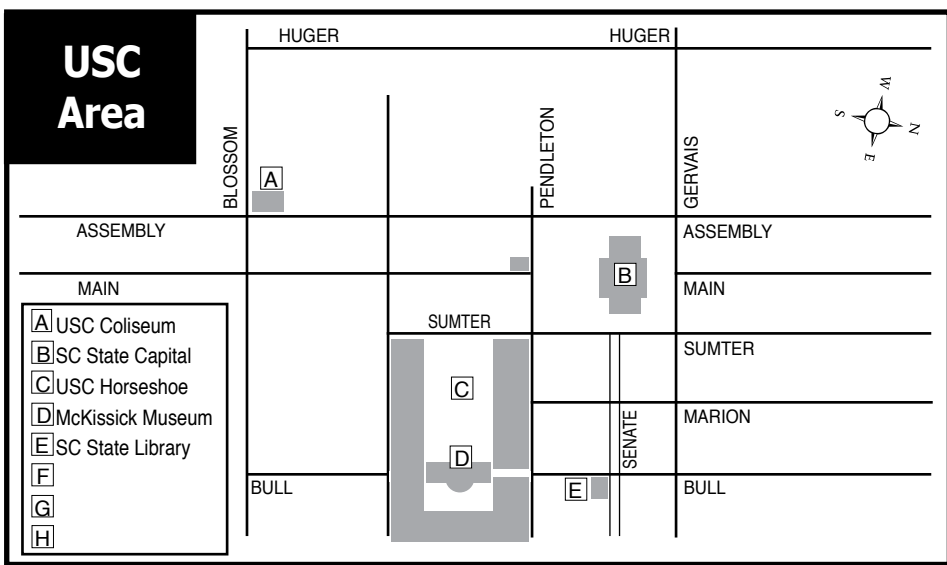 USC
Area
HUGER
HUGER
BLOSSOM
PENDLETON
GERVAIS
W
S
N
E
A
ASSEMBLY
ASSEMBLY
B
MAIN
MAIN
SUMTER
SUMTER
A USC Coliseum
B SC State Capital
C USC Horseshoe
D McKissick Museum
E SC State Library
F
G
H
C
MARION
SENATE
D
BULL
E
BULL